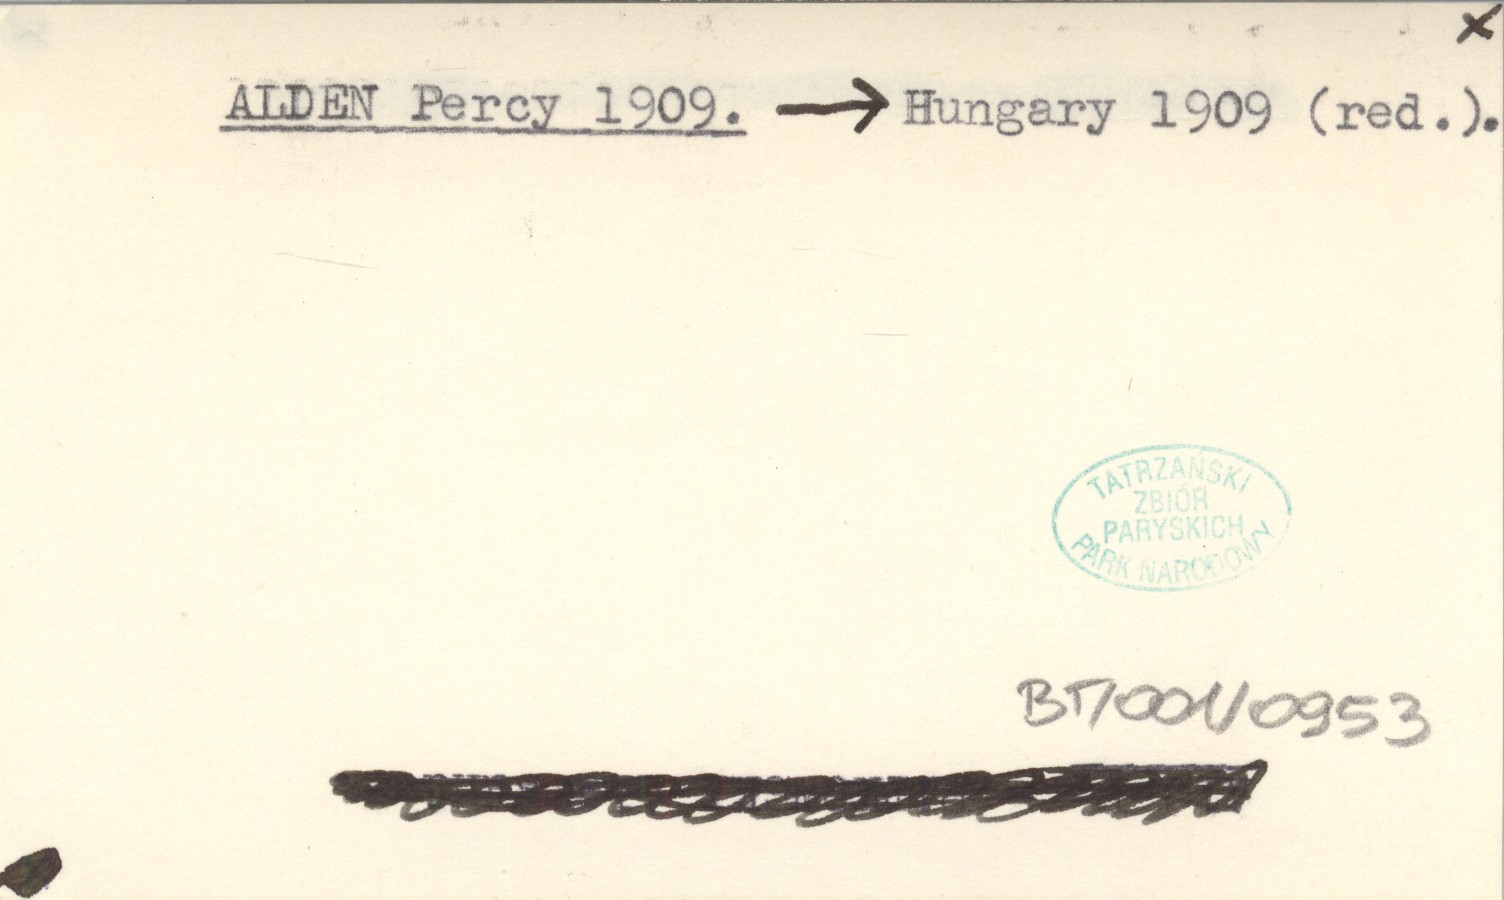 x
ALDEN Percy 1909. → Hungary 1909 (red.).
TATRZAŃSKI
ZBIÓR
PARYSKICH
PARK NARODOWY
BT/001/0953